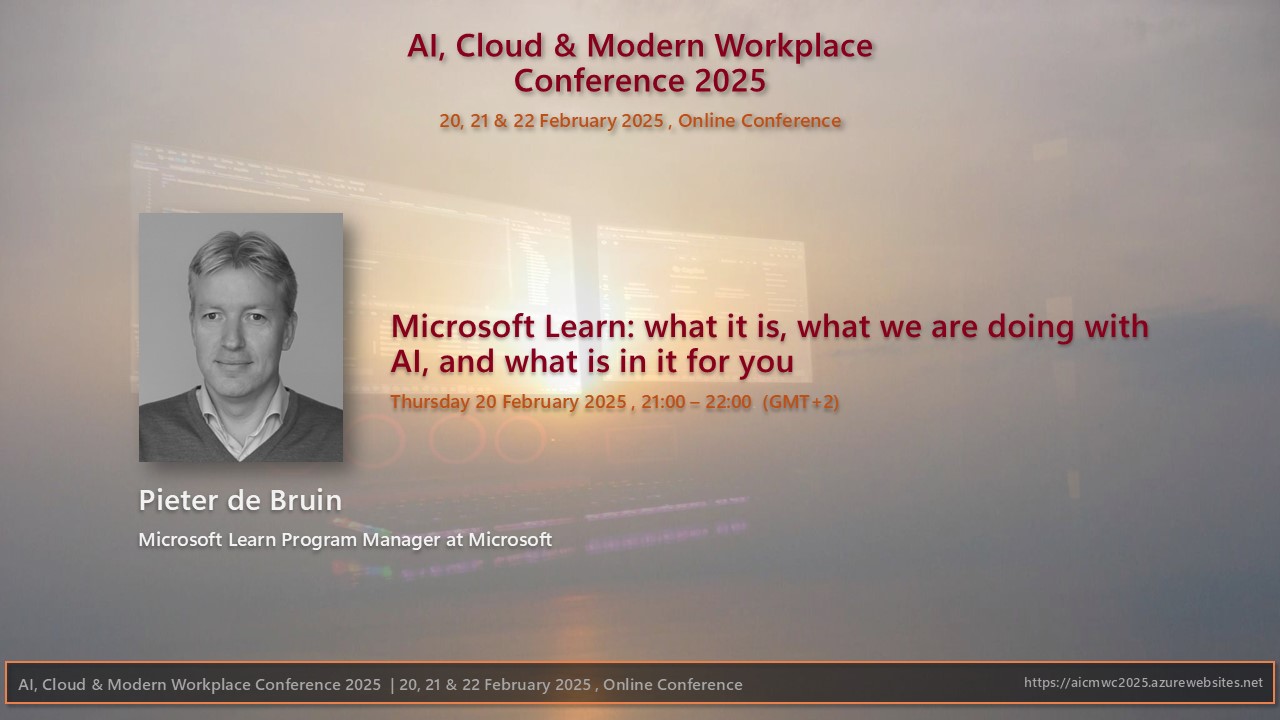 AI, Cloud & Modern Workplace
Conference 2025
20, 21 & 22 February 2025 , Online Conference
Microsoft Learn: what it is, what we are doing with
AI, and what is in it for you
Thursday 20 February 2025 , 21:00 – 22:00 (GMT+2)
Pieter de Bruin
Microsoft Learn Program Manager at Microsoft
AI, Cloud & Modern Workplace Conference 2025 | 20, 21 & 22 February 2025 , Online Conference
https://aicmwc2025.azurewebsites.net